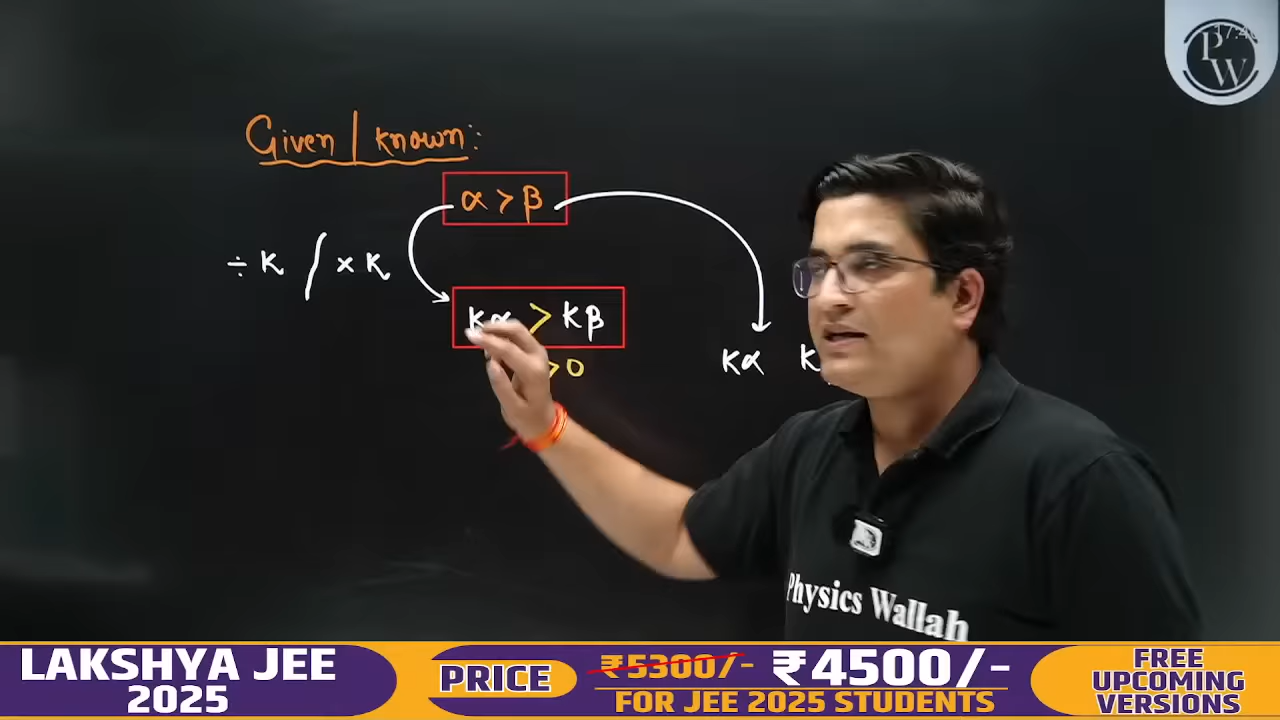 Given / known:
α > β
÷ K / × K
Kα > Kβ
> 0
Kα K
PW
Physics Wallah
LAKSHYA JEE
2025
PRICE
₹5300/- ₹4500/-
FOR JEE 2025 STUDENTS
FREE
UPCOMING
VERSIONS